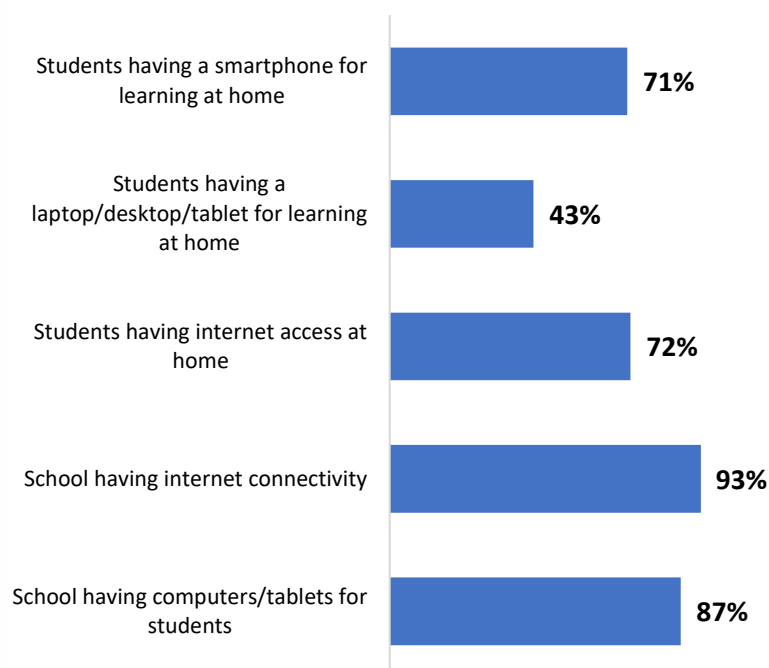 Students having a smartphone for
learning at home
71%
Students having a
laptop/desktop/tablet for learning
at home
43%
Students having internet access at
home
72%
School having internet connectivity
93%
School having computers/tablets for
students
87%